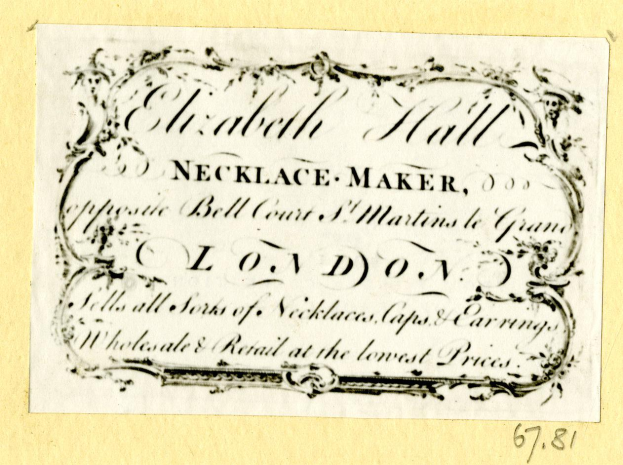 Elizabeth Hall
NECKLACE-MAKER,
opposite Bell Court St. Martins le Grand
LONDON.
Sells all Sorts of Necklaces, Caps, & Earrings
Wholesale & Retail at the lowest Prices.
67.81